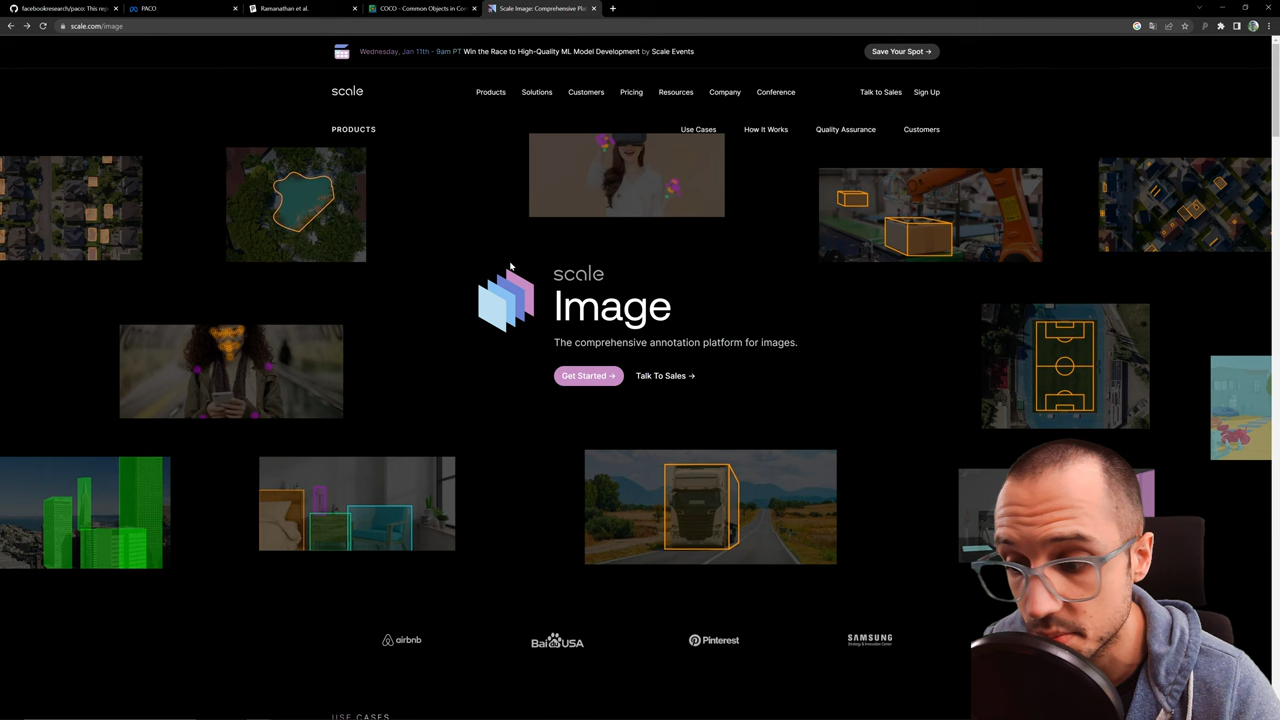 facebookresearch/paco: This rep
PACO
Ramanathan et al.
COCO - Common Objects in Con
Scale Image: Comprehensive Pla
scale.com/image
Wednesday, Jan 11th - 9am PT Win the Race to High-Quality ML Model Development by Scale Events
Save Your Spot →
scale
Products
Solutions
Customers
Pricing
Resources
Company
Conference
Talk to Sales
Sign Up
PRODUCTS
Use Cases
How It Works
Quality Assurance
Customers
scale
Image
The comprehensive annotation platform for images.
Get Started →
Talk To Sales →
airbnb
Bai USA
Pinterest
SAMSUNG
Strategy & Innovation Center
USE CASES